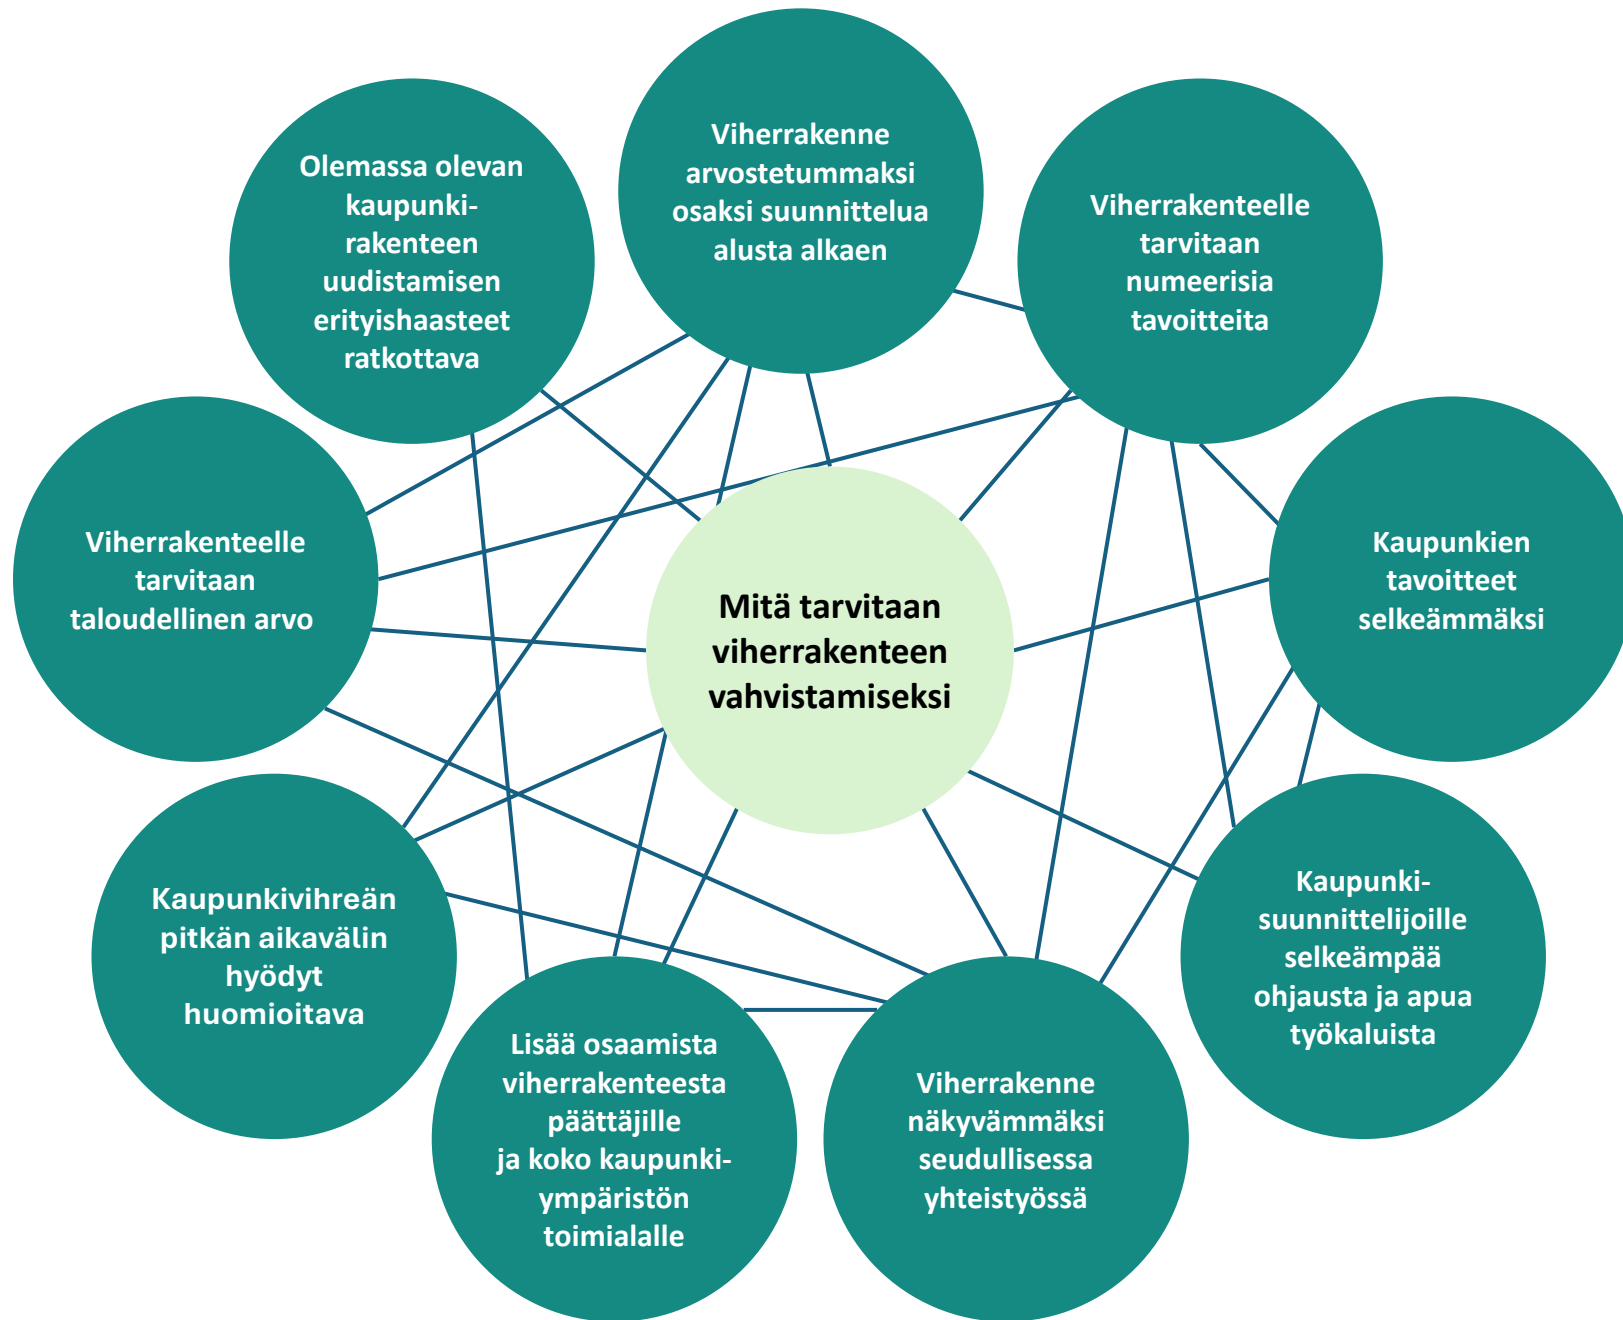 Viherrakenne
arvostetummaksi
osaksi suunnittelua
alusta alkaen
Olemassa olevan
kaupunki-
rakenteen
uudistamisen
erityishaasteet
ratkottava
Viherrakenteelle
tarvitaan
numeerisia
tavoitteita
Viherrakenteelle
tarvitaan
taloudellinen arvo
Mitä tarvitaan
viherrakenteen
vahvistamiseksi
Kaupunkien
tavoitteet
selkeämmäksi
Kaupunkivihreän
pitkän aikavälin
hyödyt
huomioitava
Kaupunki-
suunnittelijoille
selkeämpää
ohjausta ja apua
työkaluista
Lisää osaamista
viherrakenteesta
päättäjille
ja koko kaupunki-
ympäristön
toimialalle
Viherrakenne
näkyvämmäksi
seudullisessa
yhteistyössä